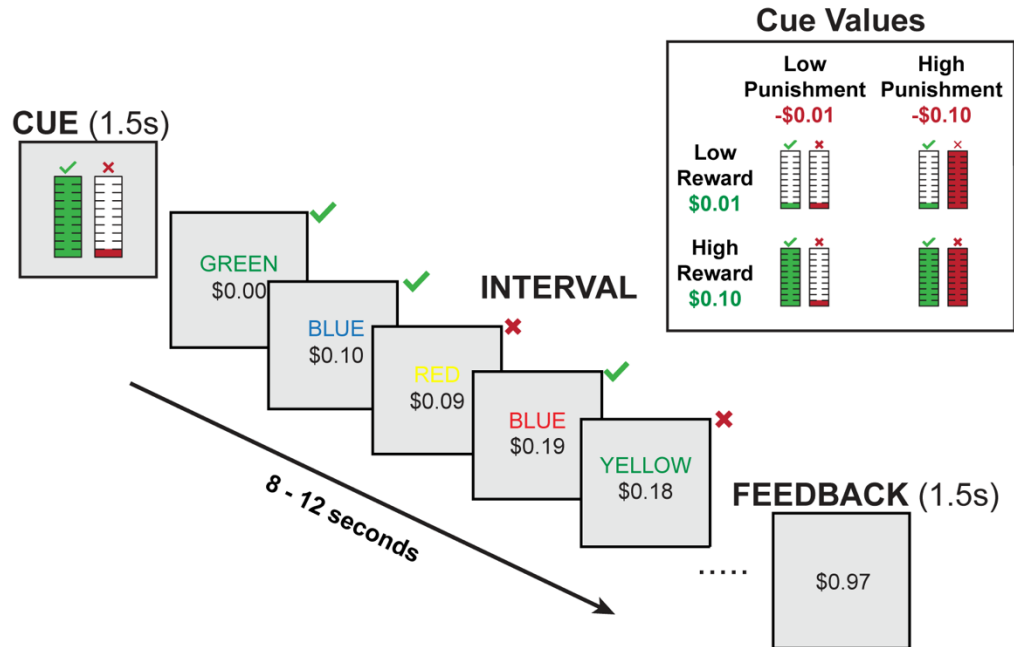 Cue Values
Low Punishment
-$0.01
High Punishment
-$0.10
Low Reward
$0.01
High Reward
$0.10
CUE (1.5s)
GREEN
$0.00
BLUE
$0.10
INTERVAL
RED
$0.09
BLUE
$0.19
YELLOW
$0.18
8 - 12 seconds
.....
FEEDBACK (1.5s)
$0.97